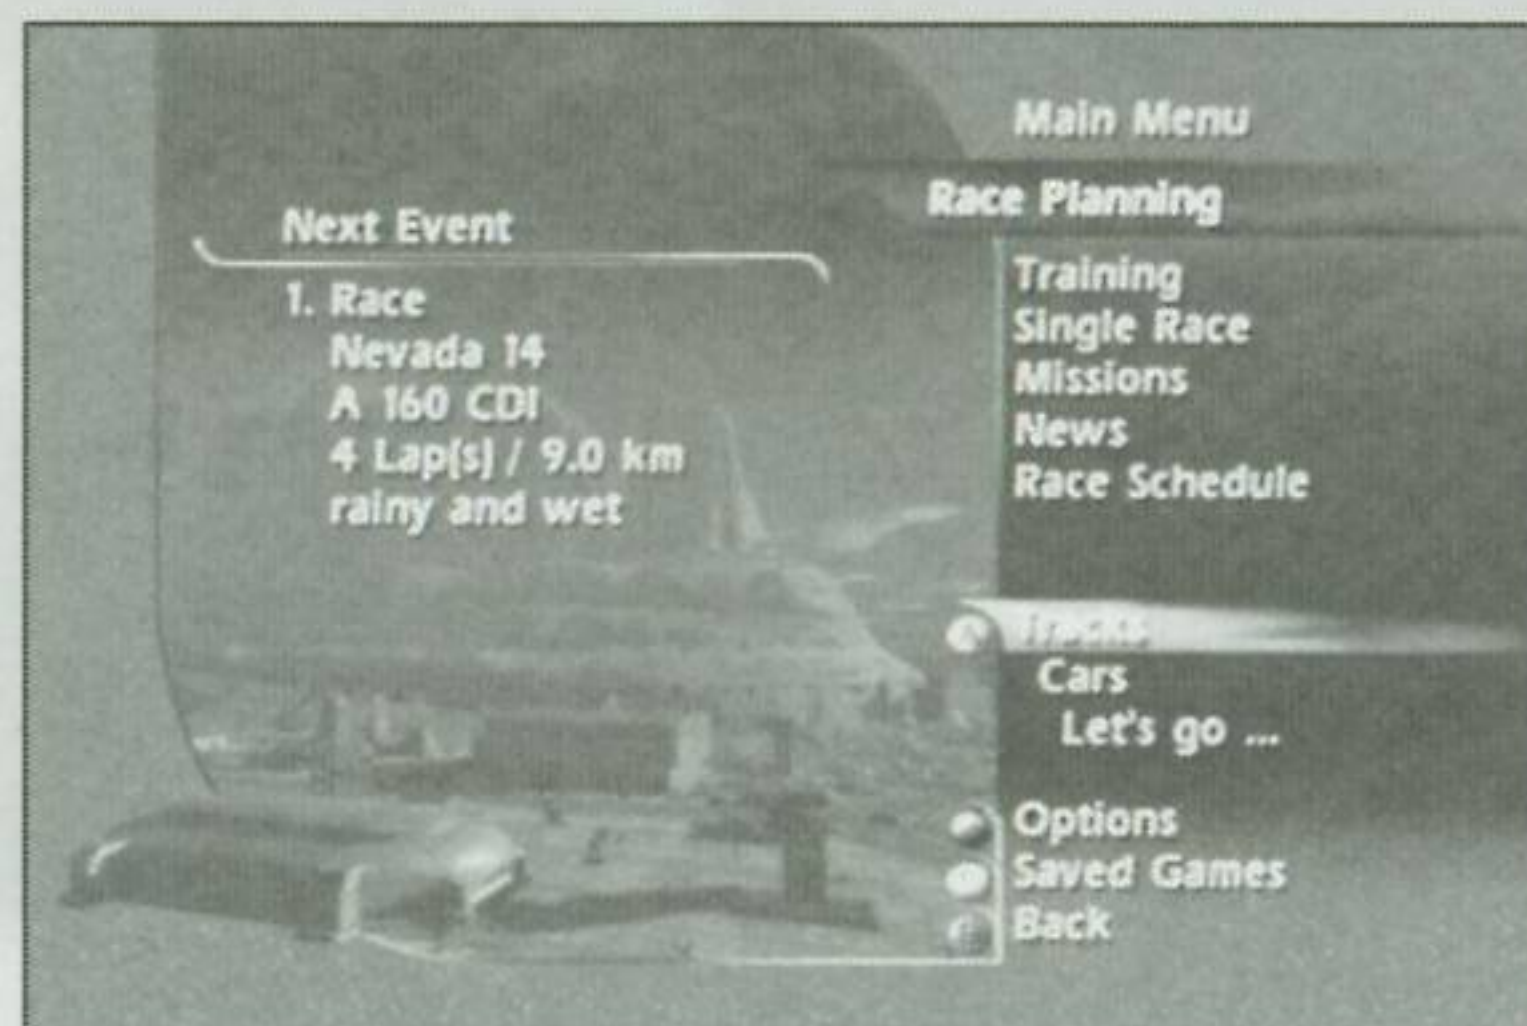 Main Menu
Race Planning
Next Event
1. Race
Nevada 14
A 160 CDI
4 Lap(s) / 9.0 km
rainy and wet
Training
Single Race
Missions
News
Race Schedule
Tracks
Cars
Let's go ...
Options
Saved Games
Back